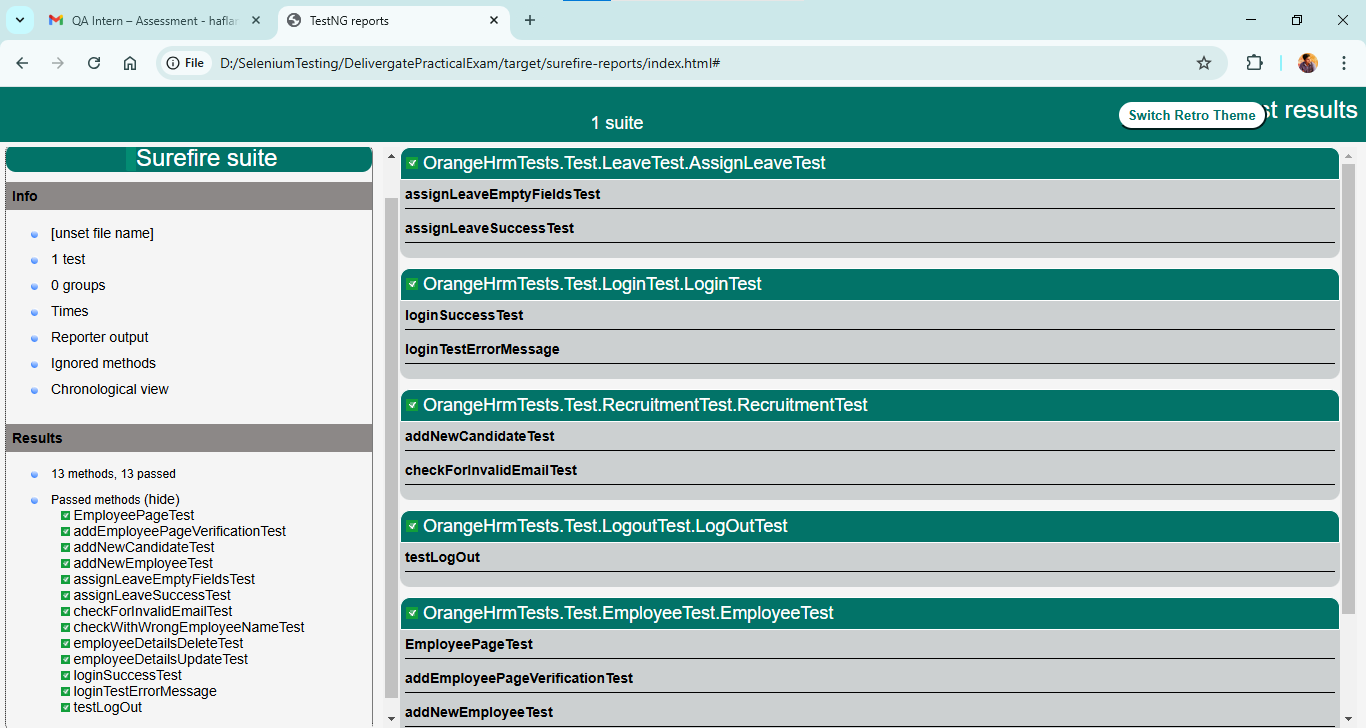 QA Intern – Assessment - haflar
TestNG reports
File
D:/SeleniumTesting/DelivergatePracticalExam/target/surefire-reports/index.html#
st results
Switch Retro Theme
1 suite
Surefire suite
Info
[unset file name]
1 test
0 groups
Times
Reporter output
Ignored methods
Chronological view
Results
13 methods, 13 passed
Passed methods (hide)
EmployeePageTest
addEmployeePageVerificationTest
addNewCandidateTest
addNewEmployeeTest
assignLeaveEmptyFieldsTest
assignLeaveSuccessTest
checkForInvalidEmailTest
checkWithWrongEmployeeNameTest
employeeDetailsDeleteTest
employeeDetailsUpdateTest
loginSuccessTest
loginTestErrorMessage
testLogOut
OrangeHrmTests.Test.LeaveTest.AssignLeaveTest
assignLeaveEmptyFieldsTest
assignLeaveSuccessTest
OrangeHrmTests.Test.LoginTest.LoginTest
loginSuccessTest
loginTestErrorMessage
OrangeHrmTests.Test.RecruitmentTest.RecruitmentTest
addNewCandidateTest
checkForInvalidEmailTest
OrangeHrmTests.Test.LogoutTest.LogOutTest
testLogOut
OrangeHrmTests.Test.EmployeeTest.EmployeeTest
EmployeePageTest
addEmployeePageVerificationTest
addNewEmployeeTest